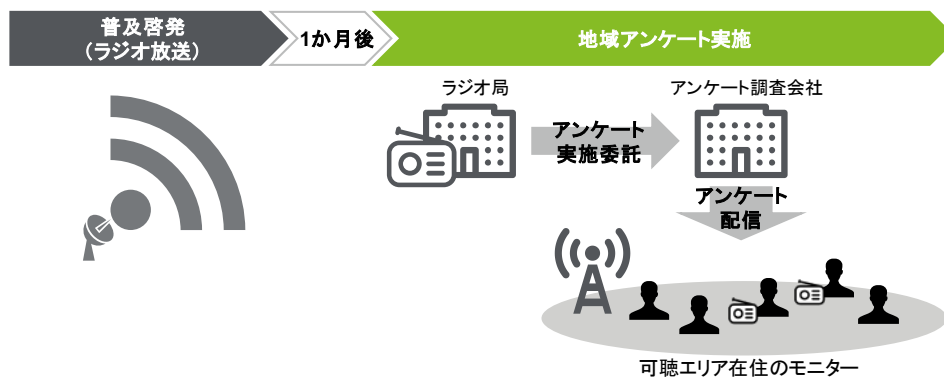 普及啓発
(ラジオ放送)
1か月後
地域アンケート実施
ラジオ局
アンケート調査会社
アンケート
実施委託
アンケート
配信
可聴エリア在住のモニター